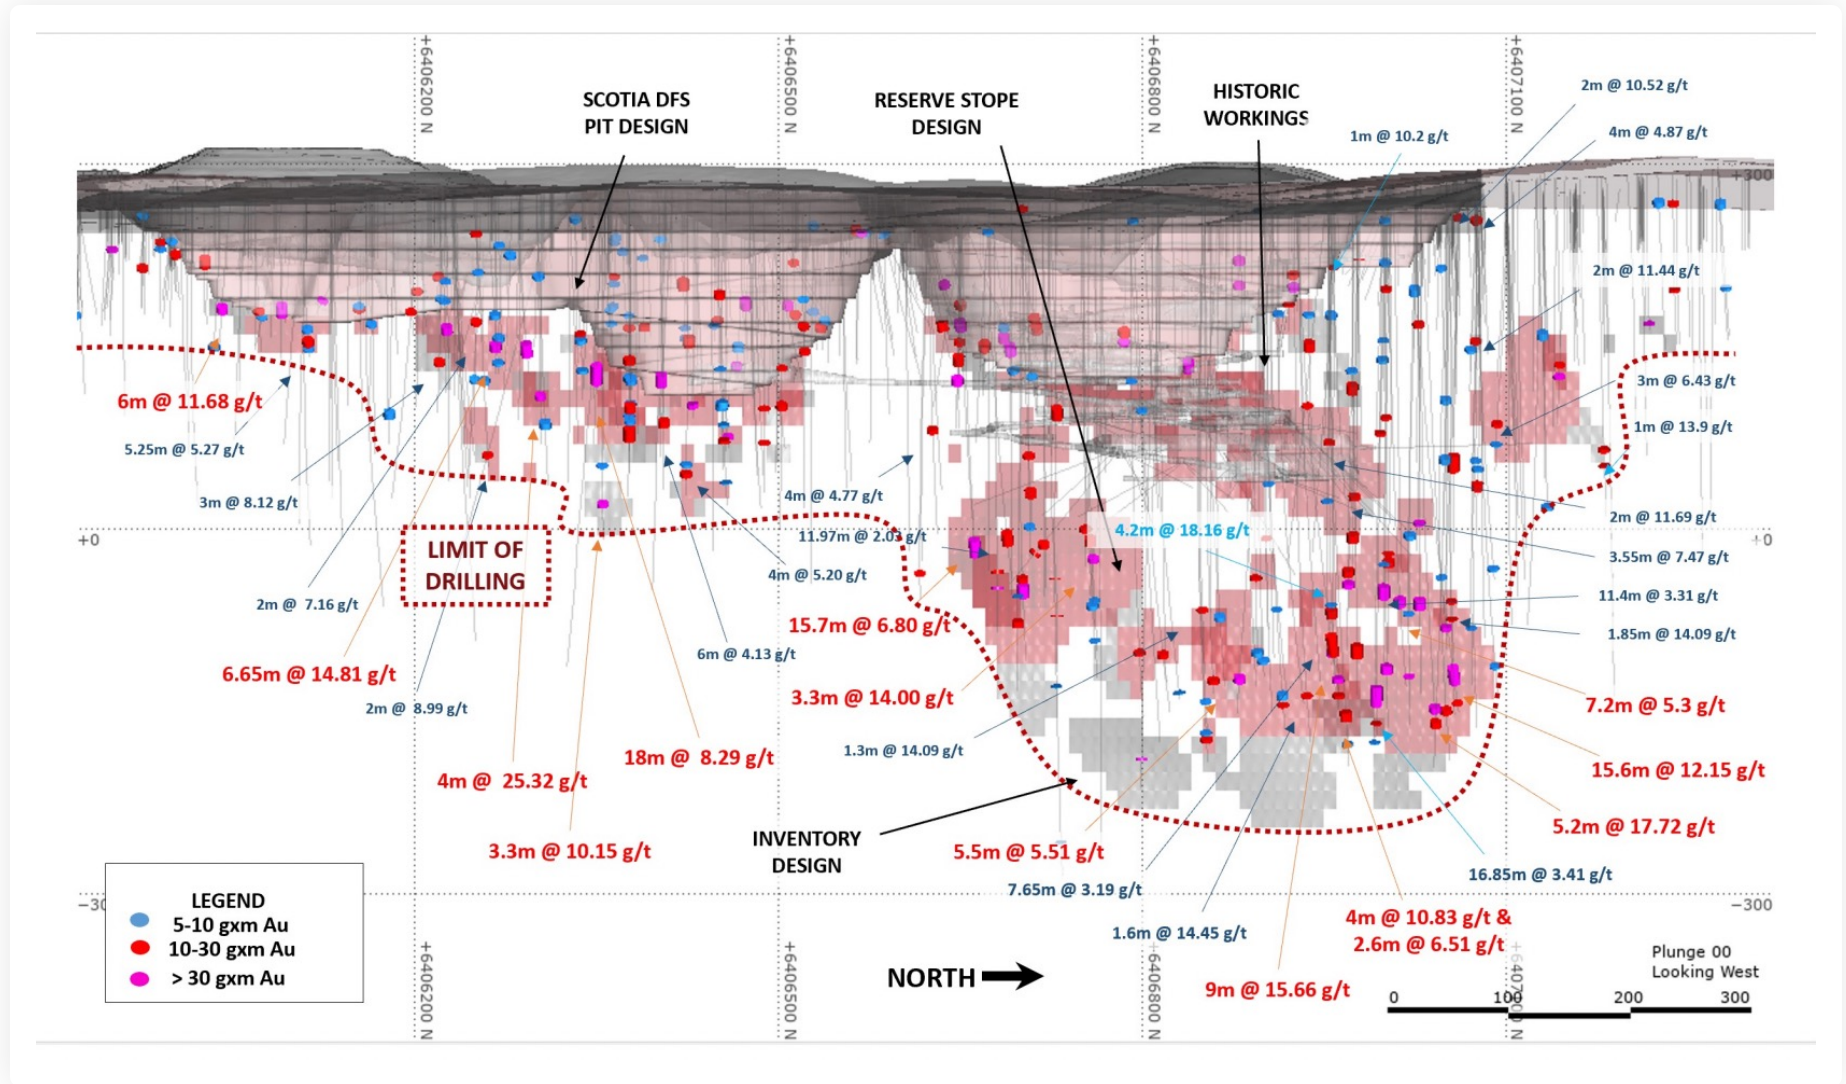 +6406200 N
+6406500 N
+6406800 N
+6407100 N
SCOTIA DFS
PIT DESIGN
RESERVE STOPE
DESIGN
HISTORIC
WORKINGS
2m @ 10.52 g/t
1m @ 10.2 g/t
4m @ 4.87 g/t
+300
2m @ 11.44 g/t
3m @ 6.43 g/t
6m @ 11.68 g/t
1m @ 13.9 g/t
5.25m @ 5.27 g/t
3m @ 8.12 g/t
4m @ 4.77 g/t
2m @ 11.69 g/t
4.2m @ 18.16 g/t
11.97m @ 2.03 g/t
+0
+0
LIMIT OF
DRILLING
3.55m @ 7.47 g/t
4m @ 5.20 g/t
11.4m @ 3.31 g/t
2m @ 7.16 g/t
15.7m @ 6.80 g/t
1.85m @ 14.09 g/t
6m @ 4.13 g/t
6.65m @ 14.81 g/t
3.3m @ 14.00 g/t
2m @ 8.99 g/t
7.2m @ 5.3 g/t
1.3m @ 14.09 g/t
18m @ 8.29 g/t
15.6m @ 12.15 g/t
4m @ 25.32 g/t
5.2m @ 17.72 g/t
INVENTORY
DESIGN
3.3m @ 10.15 g/t
5.5m @ 5.51 g/t
16.85m @ 3.41 g/t
7.65m @ 3.19 g/t
−30
−300
LEGEND
5-10 gxm Au
10-30 gxm Au
> 30 gxm Au
4m @ 10.83 g/t &
2.6m @ 6.51 g/t
1.6m @ 14.45 g/t
Plunge 00
Looking West
NORTH
9m @ 15.66 g/t
0 100 200 300
+6406200 N
+6406500 N
+6406800 N